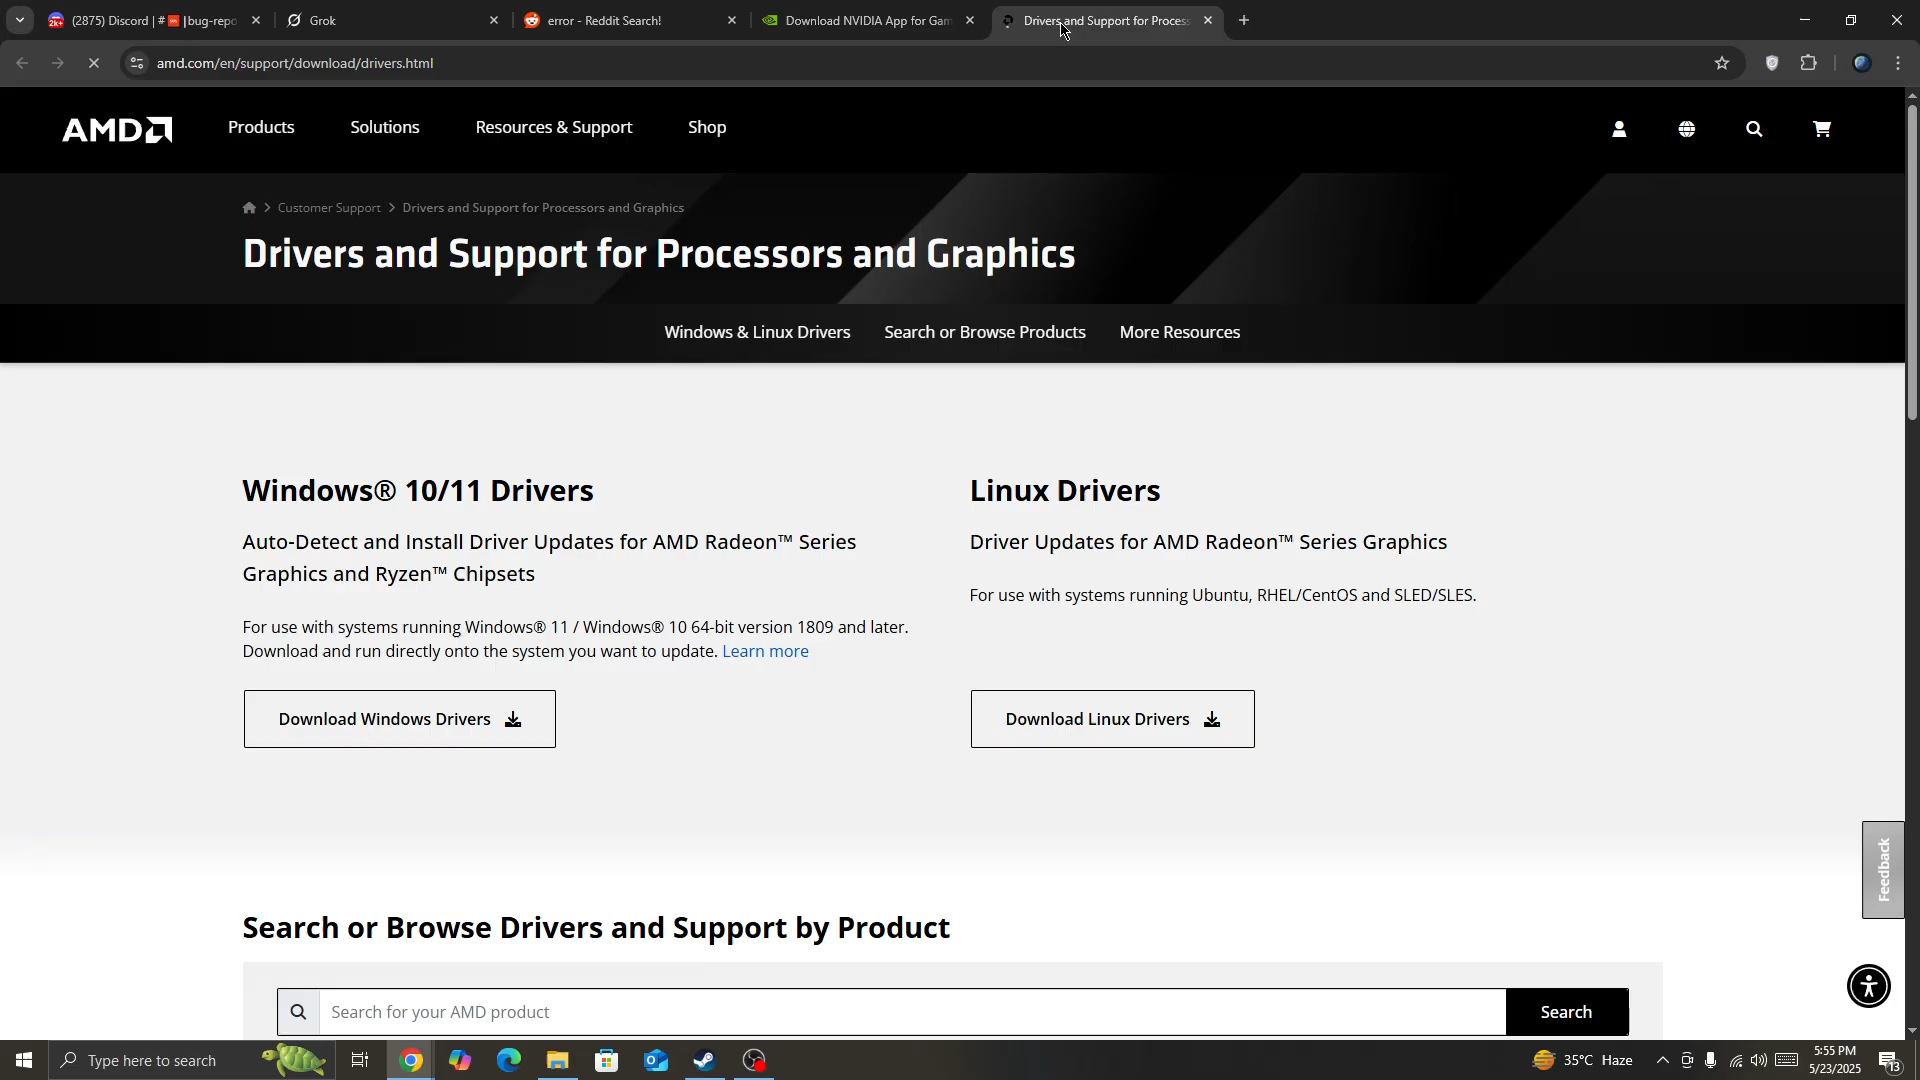 (2875) Discord | # SOS |bug-repo
Grok
error - Reddit Search!
Download NVIDIA App for Gam
Drivers and Support for Process
amd.com/en/support/download/drivers.html
AMD
Products
Solutions
Resources & Support
Shop
Customer Support
Drivers and Support for Processors and Graphics
Drivers and Support for Processors and Graphics
Windows & Linux Drivers
Search or Browse Products
More Resources
Windows® 10/11 Drivers
Auto-Detect and Install Driver Updates for AMD Radeon™ Series
Graphics and Ryzen™ Chipsets
For use with systems running Windows® 11 / Windows® 10 64-bit version 1809 and later.
Download and run directly onto the system you want to update. Learn more
Download Windows Drivers
Linux Drivers
Driver Updates for AMD Radeon™ Series Graphics
For use with systems running Ubuntu, RHEL/CentOS and SLED/SLES.
Download Linux Drivers
Feedback
Search or Browse Drivers and Support by Product
Search for your AMD product
Search
Type here to search
35°C Haze
5:55 PM
5/23/2025
13